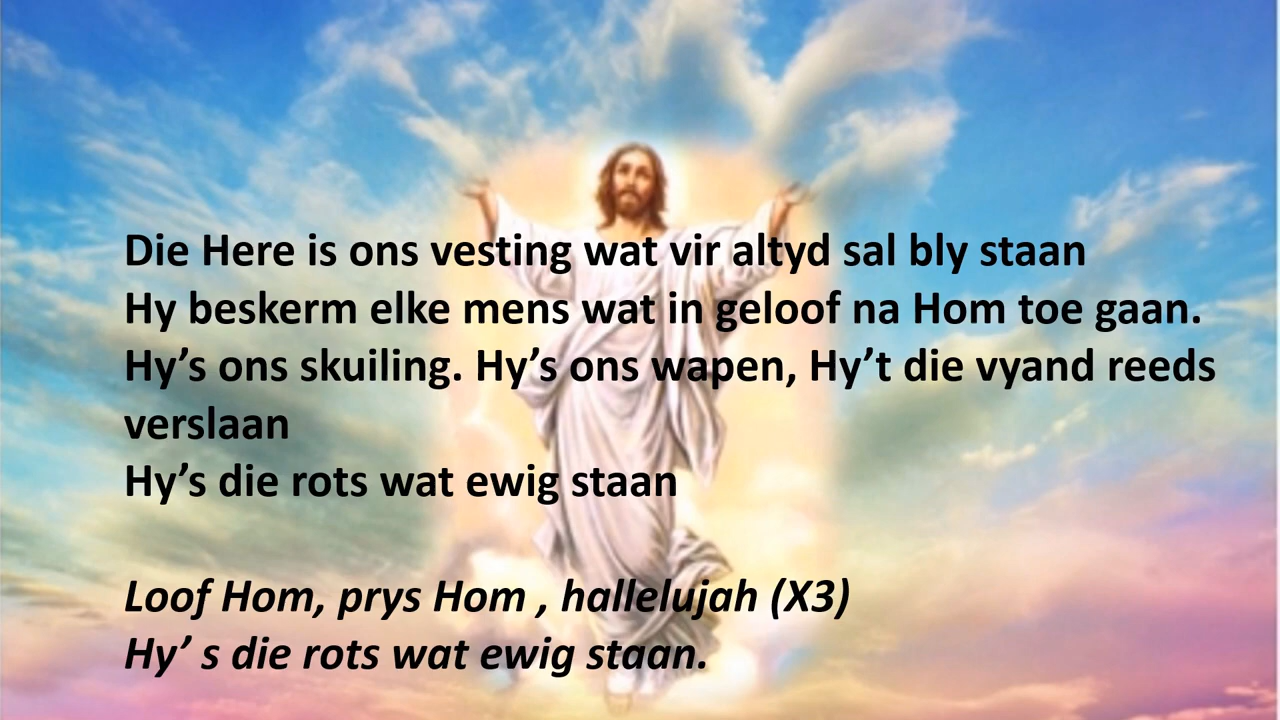 Die Here is ons vesting wat vir altyd sal bly staan
Hy beskerm elke mens wat in geloof na Hom toe gaan.
Hy’s ons skuiling. Hy’s ons wapen, Hy’t die vyand reeds
verslaan
Hy’s die rots wat ewig staan
Loof Hom, prys Hom , hallelujah (X3)
Hy’ s die rots wat ewig staan.